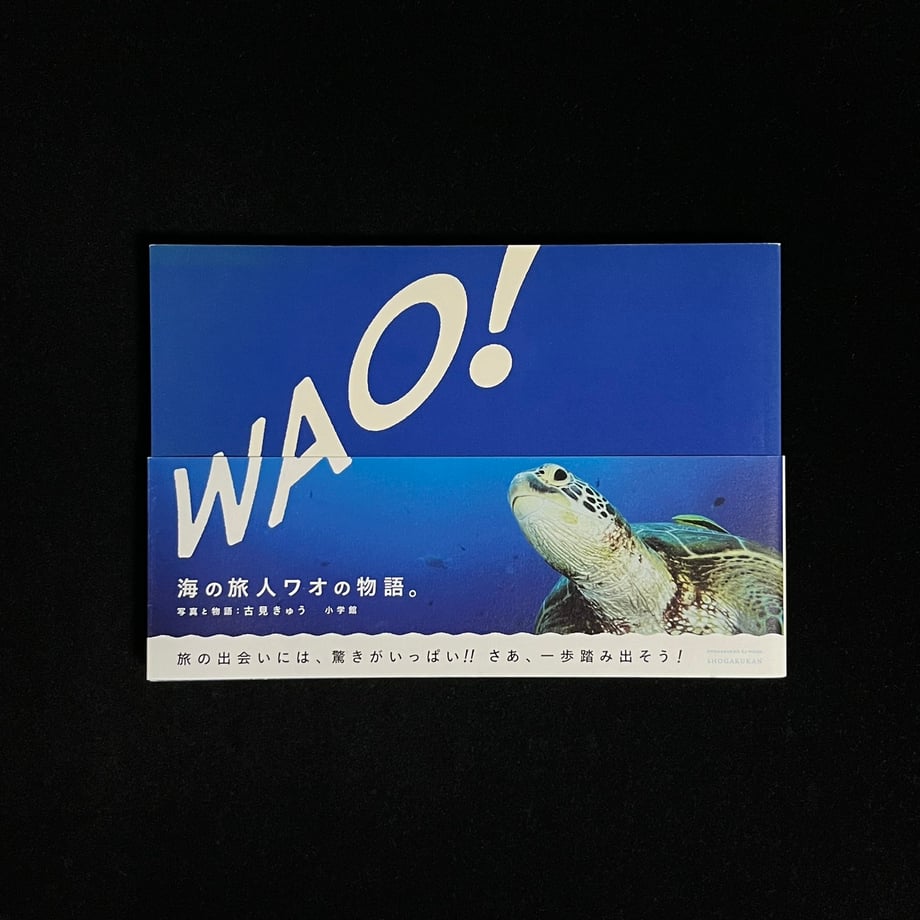 WAO!
海の旅人ワオの物語。
写真と物語:古見きゅう 小学館
旅の出会いには、驚きがいっぱい!! さあ、一歩踏み出そう!
SHOGAKUKAN